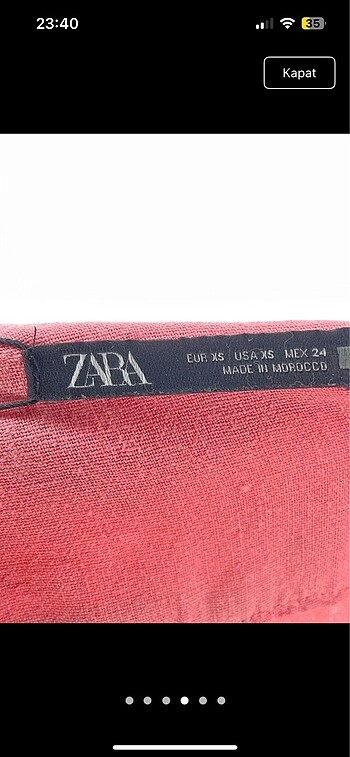 23:40
35
Kapat
ZARA
EUR XS USA XS MEX 24
MADE IN MOROCCO